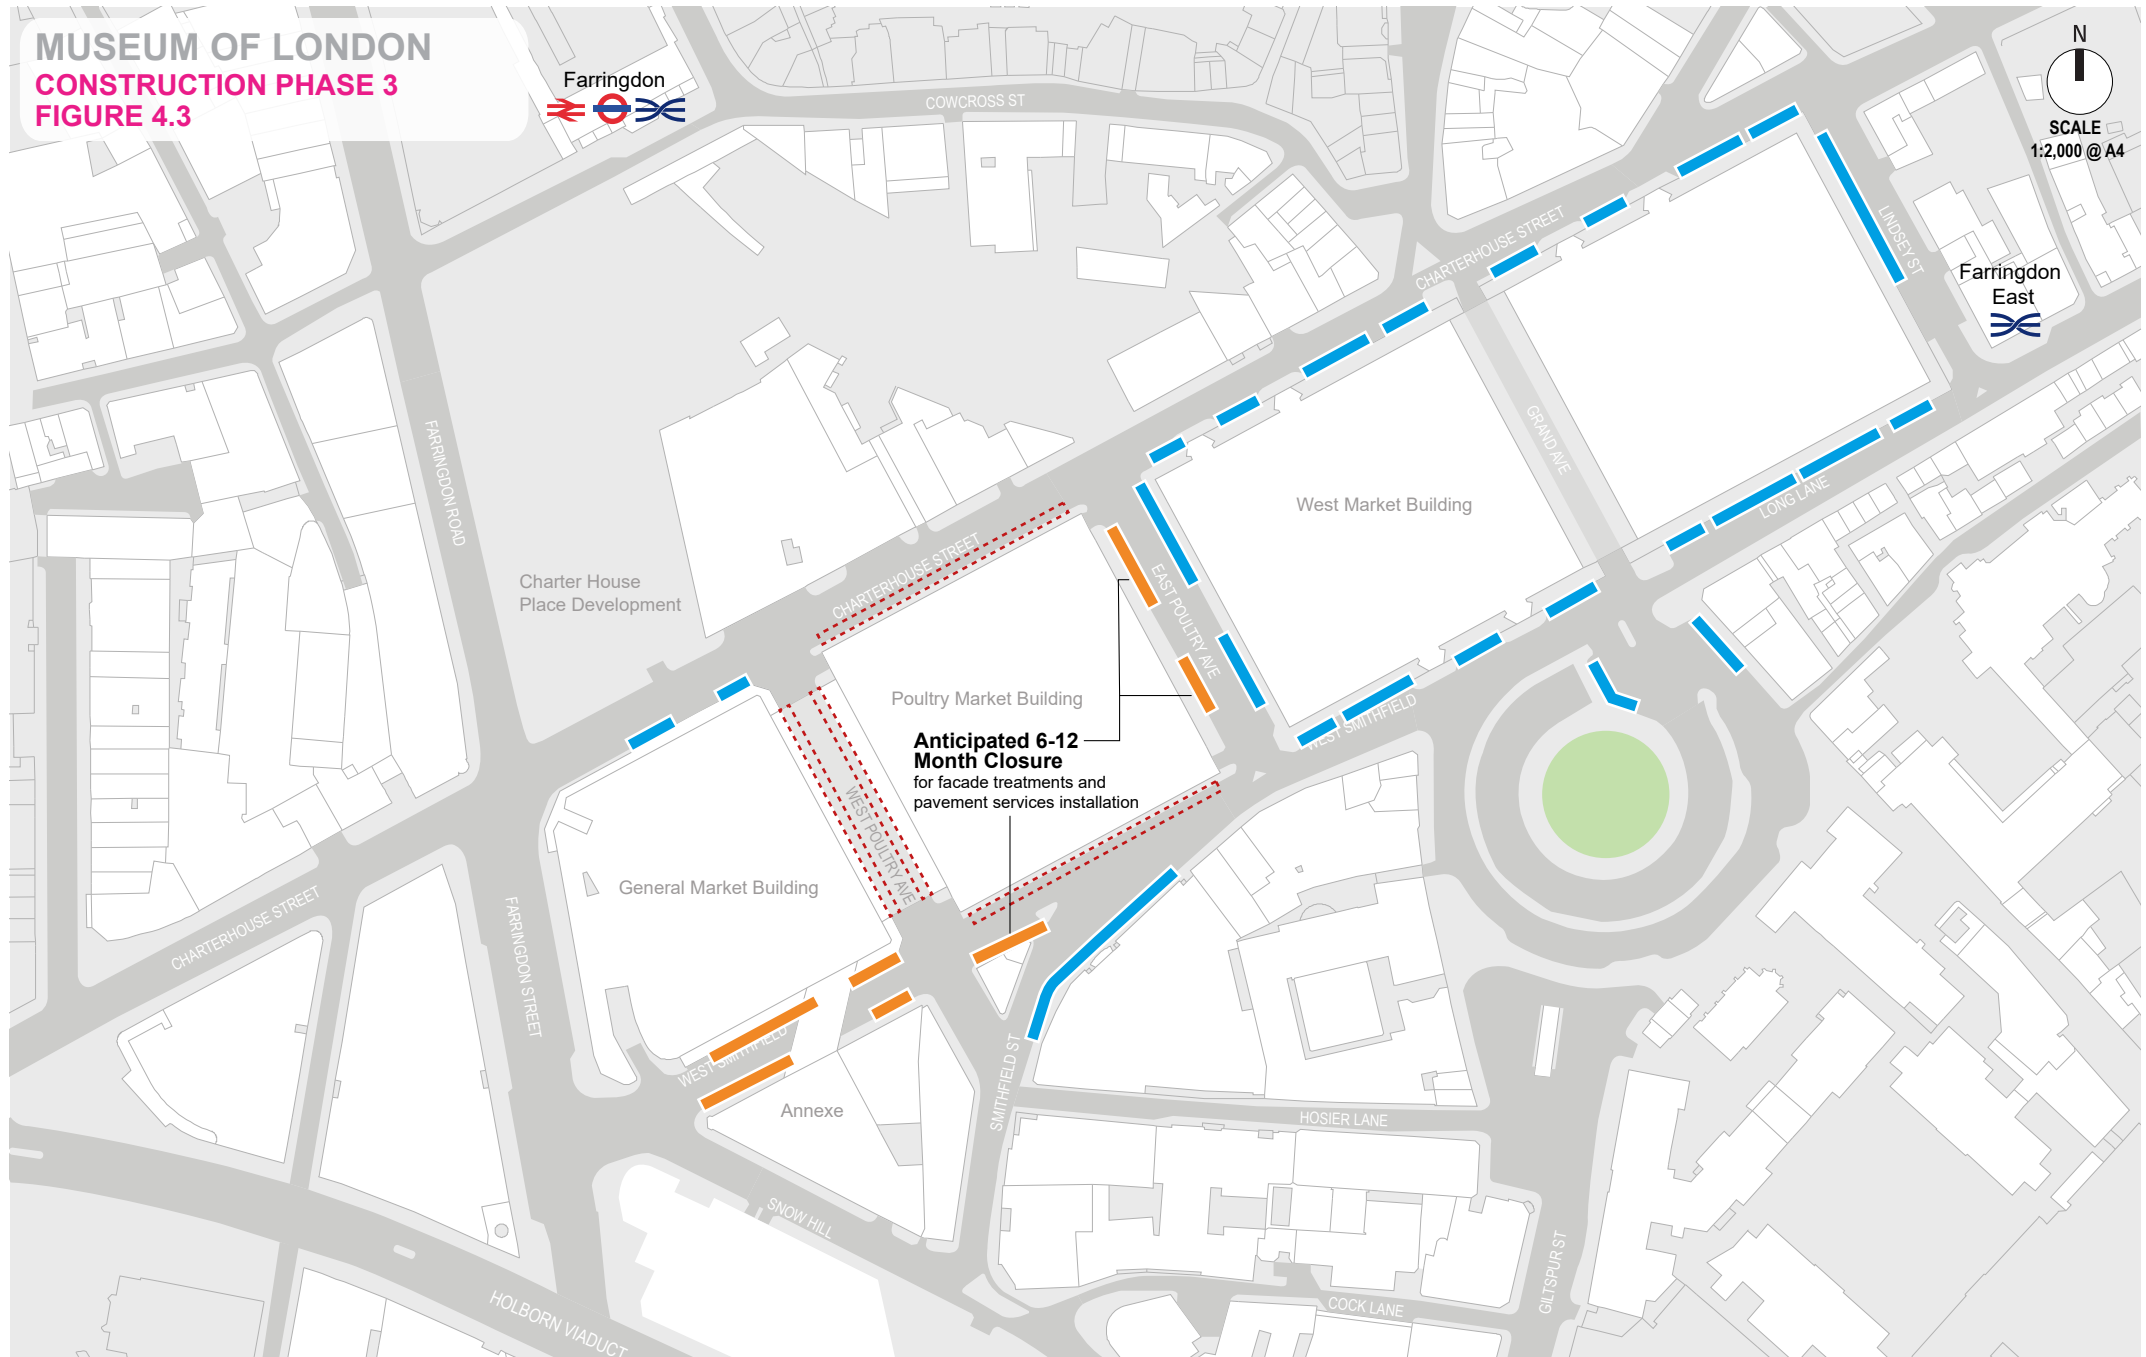 MUSEUM OF LONDON
CONSTRUCTION PHASE 3
FIGURE 4.3
Farringdon
COWCROSS ST
N
SCALE
1:2,000 @ A4
LINDSEY ST
CHARTERHOUSE STREET
Farringdon
East
GRAND AVE
FARRINGDON ROAD
West Market Building
LONG LANE
CHARTERHOUSE STREET
Charter House
Place Development
EAST POULTRY AVE
Poultry Market Building
WEST SMITHFIELD
Anticipated 6-12
Month Closure
for facade treatments and
pavement services installation
WEST POULTRY AVE
General Market Building
CHARTERHOUSE STREET
FARRINGDON STREET
WEST SMITHFIELD
SMITHFIELD ST
Annexe
HOSIER LANE
SNOW HILL
GILTSPUR ST
COCK LANE
HOLBORN VIADUCT